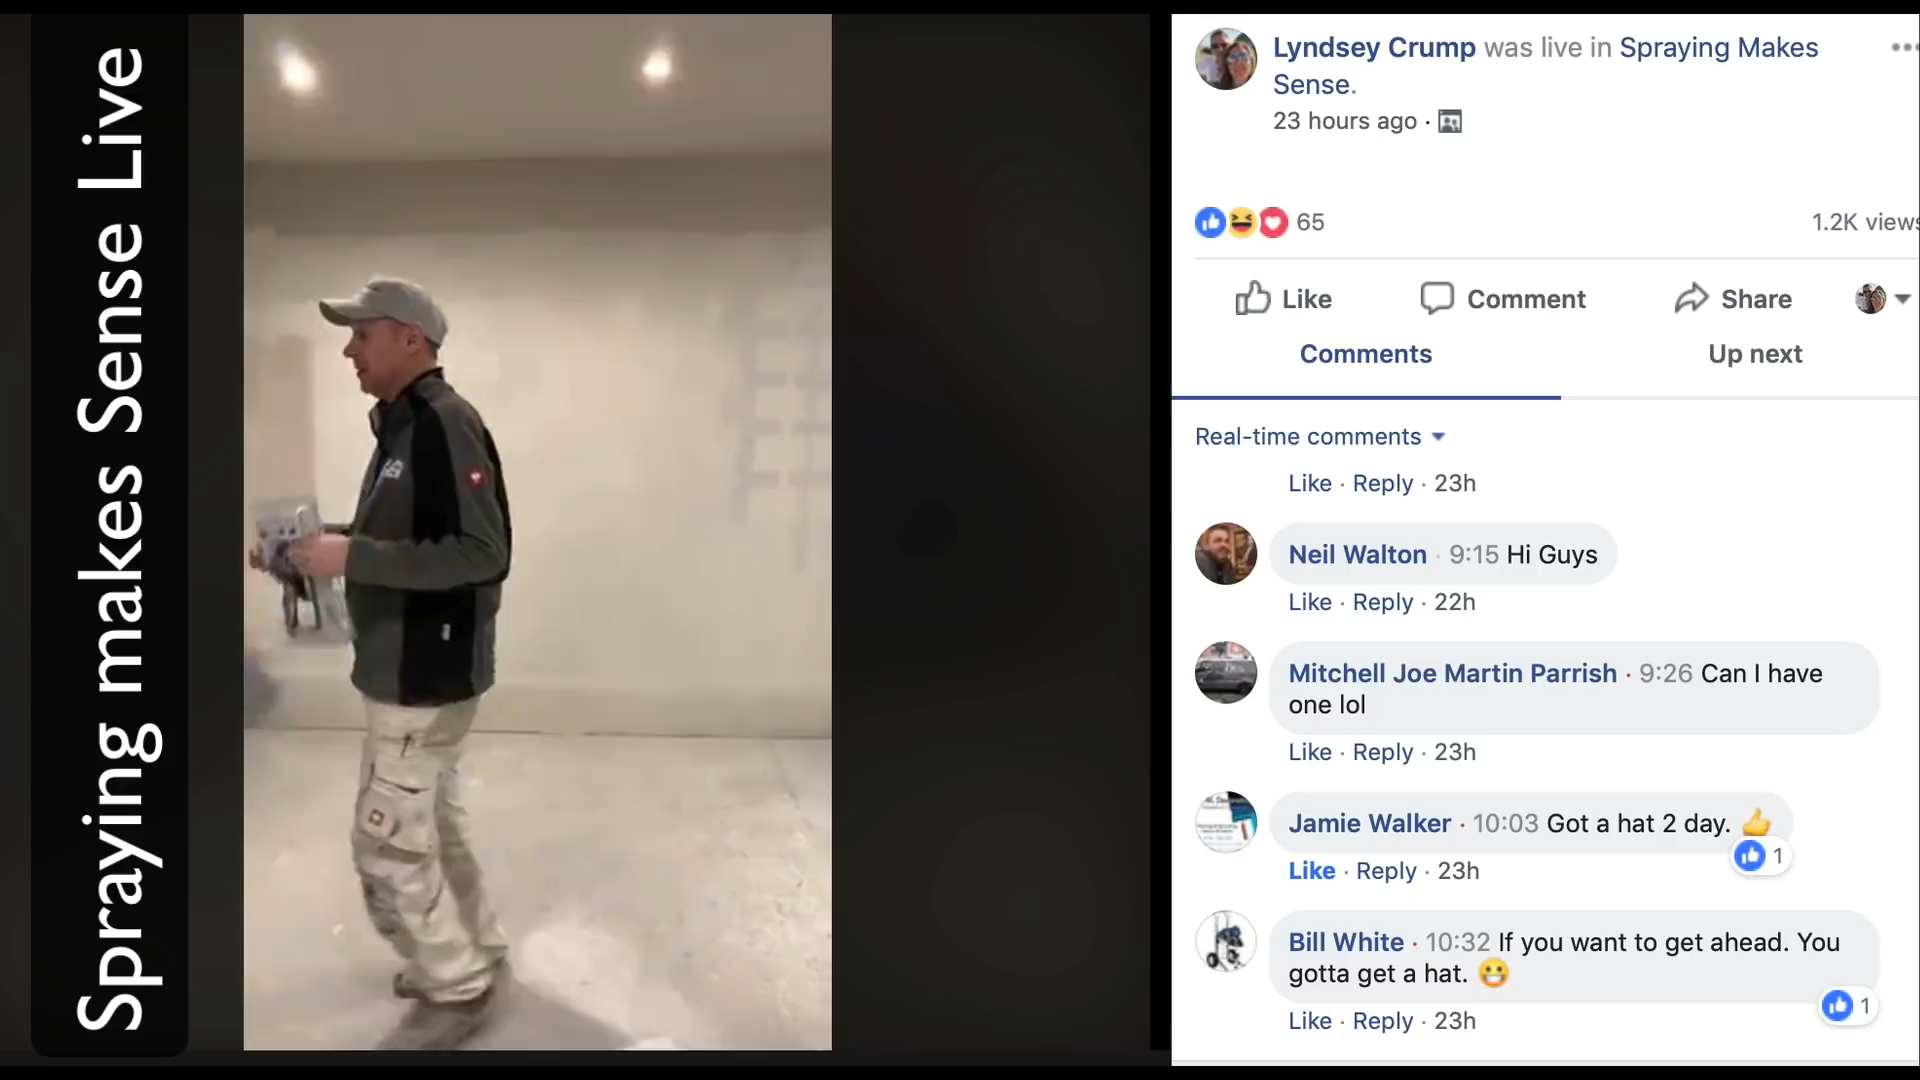 Spraying makes Sense Live
Lyndsey Crump was live in Spraying Makes
Sense.
23 hours ago ·
65
1.2K views
Like
Comment
Share
Comments
Up next
Real-time comments
Like · Reply · 23h
Neil Walton · 9:15 Hi Guys
Like · Reply · 22h
Mitchell Joe Martin Parrish · 9:26 Can I have
one lol
Like · Reply · 23h
Jamie Walker · 10:03 Got a hat 2 day. 👍
1
Like · Reply · 23h
Bill White · 10:32 If you want to get ahead. You
gotta get a hat. 😀
1
Like · Reply · 23h